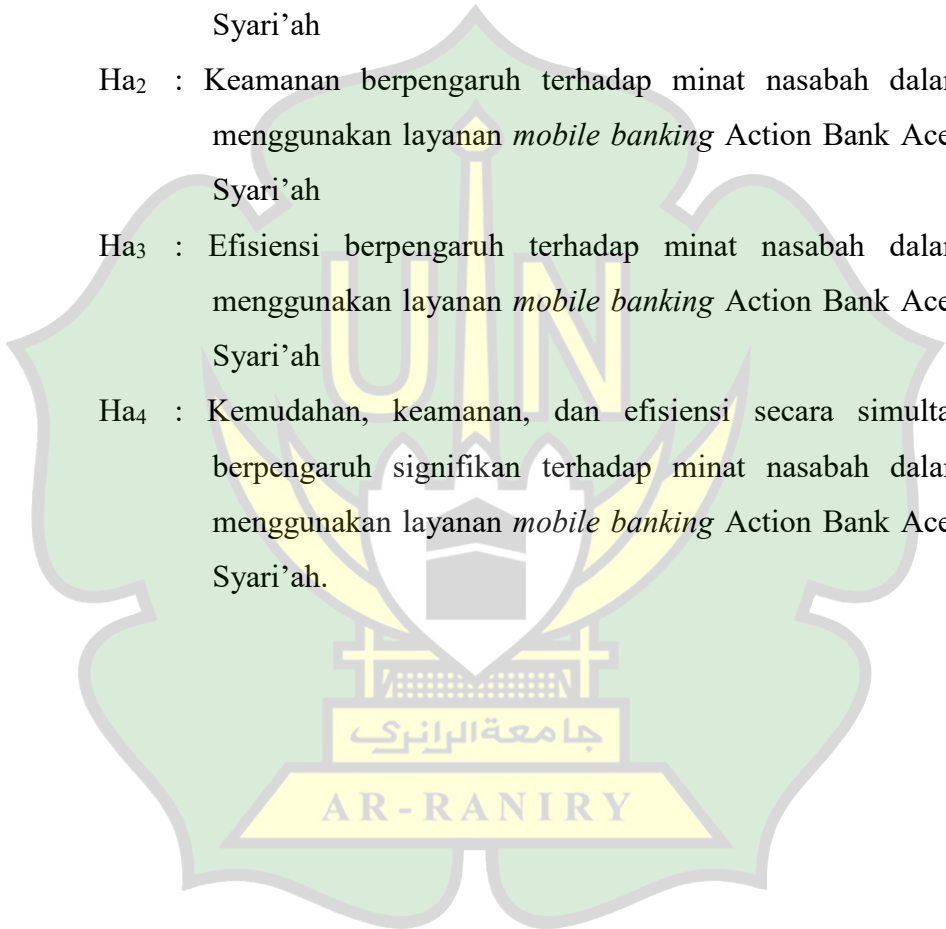 Syari’ah
Ha2 : Keamanan berpengaruh terhadap minat nasabah dalam
menggunakan layanan mobile banking Action Bank Ace
Syari’ah
Ha3 : Efisiensi berpengaruh terhadap minat nasabah dalam
menggunakan layanan mobile banking Action Bank Ace
Syari’ah
Ha4 : Kemudahan, keamanan, dan efisiensi secara simulta
berpengaruh signifikan terhadap minat nasabah dalam
menggunakan layanan mobile banking Action Bank Ace
Syari’ah.
UIN
جامعة الرانري
AR-RANIRY